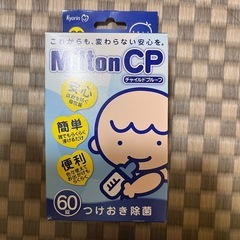 Kyorin
これからも、変わらない安心を。
Milton CP
チャイルドプルーフ
安心
簡単
便利
60錠
つけおき除菌